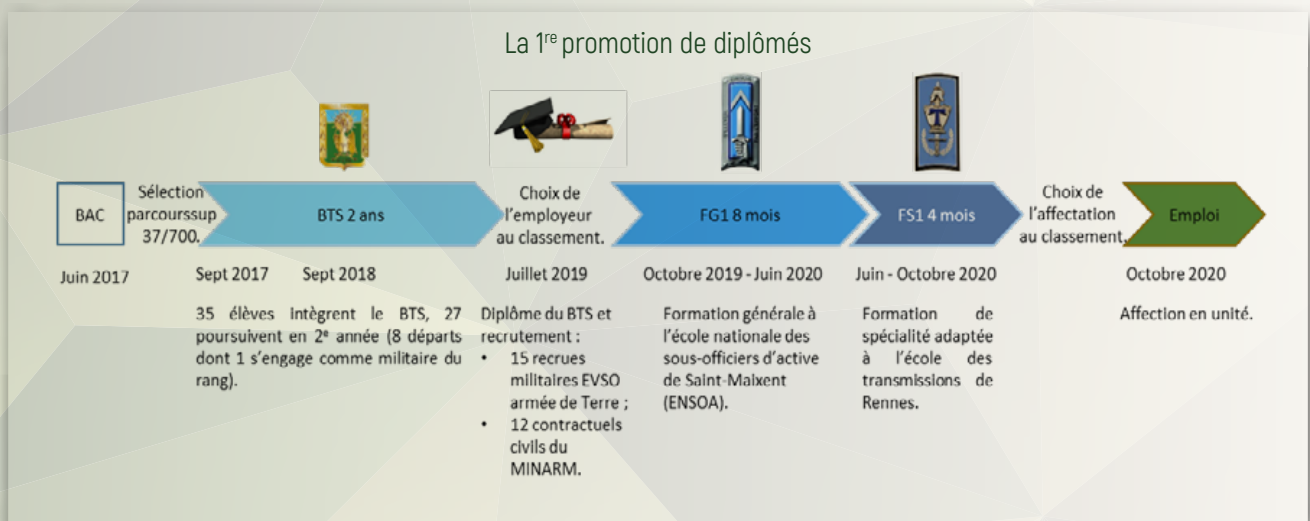 La 1re promotion de diplômés
BAC
Sélection
parcourssup
37/700.
BTS 2 ans
Choix de
l'employeur
au classement.
FG1 8 mois
FS1 4 mois
Choix de
l'affectation
au classement.
Emploi
Juin 2017
Sept 2017
Sept 2018
Juillet 2019
Octobre 2019 - Juin 2020
Juin - Octobre 2020
Octobre 2020
35 élèves intègrent le BTS, 27
poursuivent en 2e année (8 départs
dont 1 s'engage comme militaire du
rang).
Diplôme du BTS et
recrutement :
• 15 recrues
militaires EVSO
armée de Terre ;
• 12 contractuels
civils du
MINARM.
Formation générale à
l'école nationale des
sous-officiers d'active
de Saint-Maixent
(ENSOA).
Formation de
spécialité adaptée
à l'école des
transmissions de
Rennes.
Affection en unité.